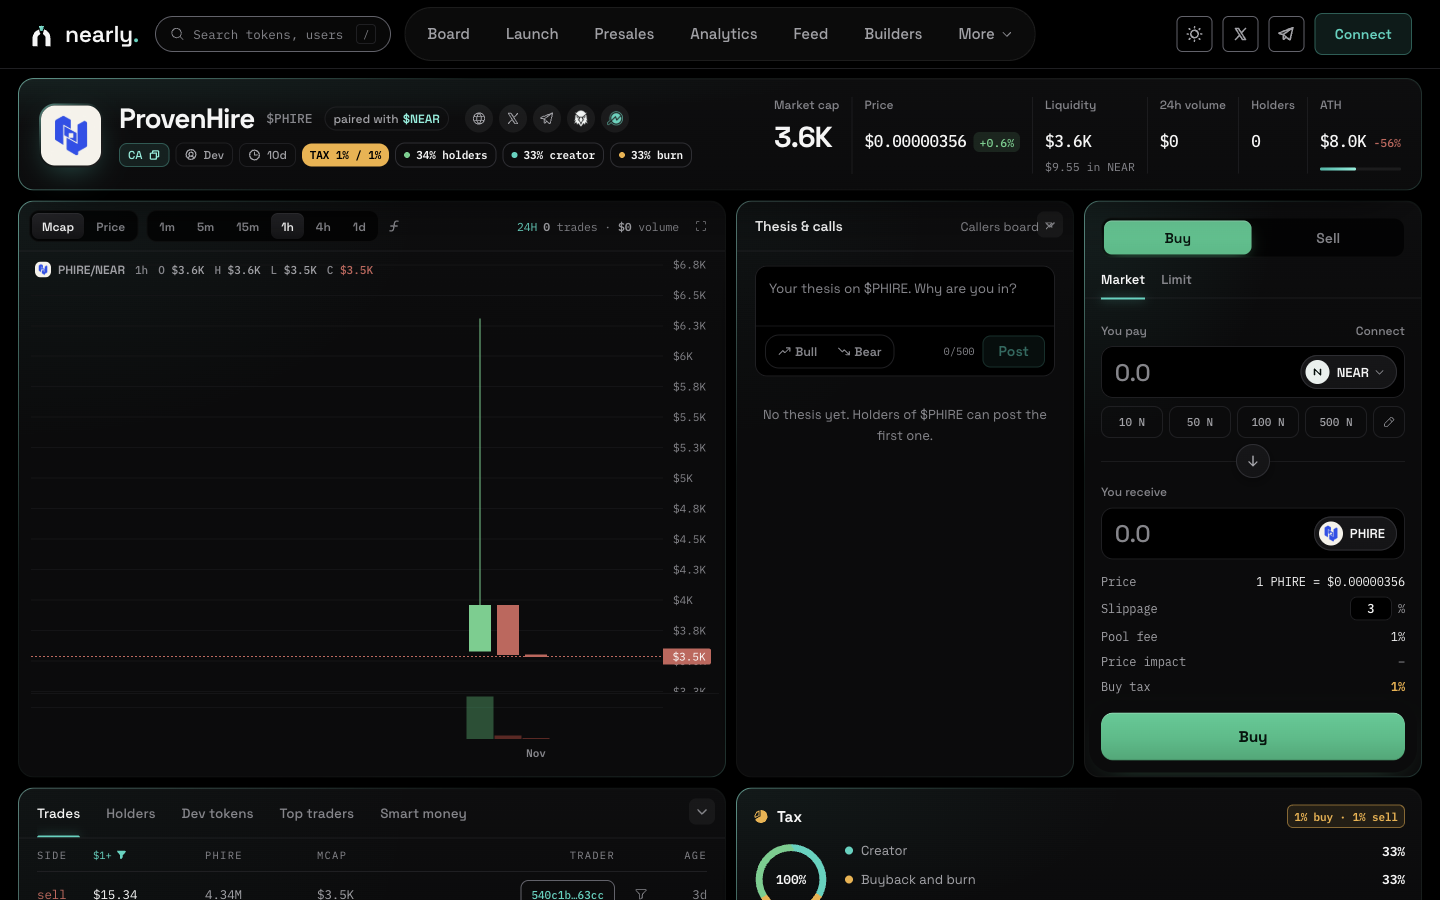 nearly.
Search tokens, users /
Board Launch Presales Analytics Feed Builders More
Connect
ProvenHire $PHIRE paired with $NEAR
CA Dev 10d TAX 1% / 1% 34% holders 33% creator 33% burn
Market cap Price Liquidity 24h volume Holders ATH
3.6K $0.00000356 +0.6% $3.6K $0 0 $8.0K -56%
$9.55 in NEAR
Mcap Price 1m 5m 15m 1h 4h 1d 24H 0 trades · $0 volume
PHIRE/NEAR 1h O $3.6K H $3.6K L $3.5K C $3.5K
$6.8K
$6.5K
$6.3K
$6K
$5.8K
$5.5K
$5.3K
$5K
$4.8K
$4.5K
$4.3K
$4K
$3.8K
$3.5K
$3.3K
Nov
Thesis & calls Callers board
Your thesis on $PHIRE. Why are you in?
Bull Bear 0/500 Post
No thesis yet. Holders of $PHIRE can post the
first one.
Buy Sell
Market Limit
You pay Connect
0.0 N NEAR
10 N 50 N 100 N 500 N
You receive
0.0 PHIRE
Price 1 PHIRE = $0.00000356
Slippage 3 %
Pool fee 1%
Price impact –
Buy tax 1%
Buy
Trades Holders Dev tokens Top traders Smart money
SIDE $1+ PHIRE MCAP TRADER AGE
sell $15.34 4.34M $3.5K 540c1b…63cc 3d
Tax 1% buy · 1% sell
100%
Creator 33%
Buyback and burn 33%